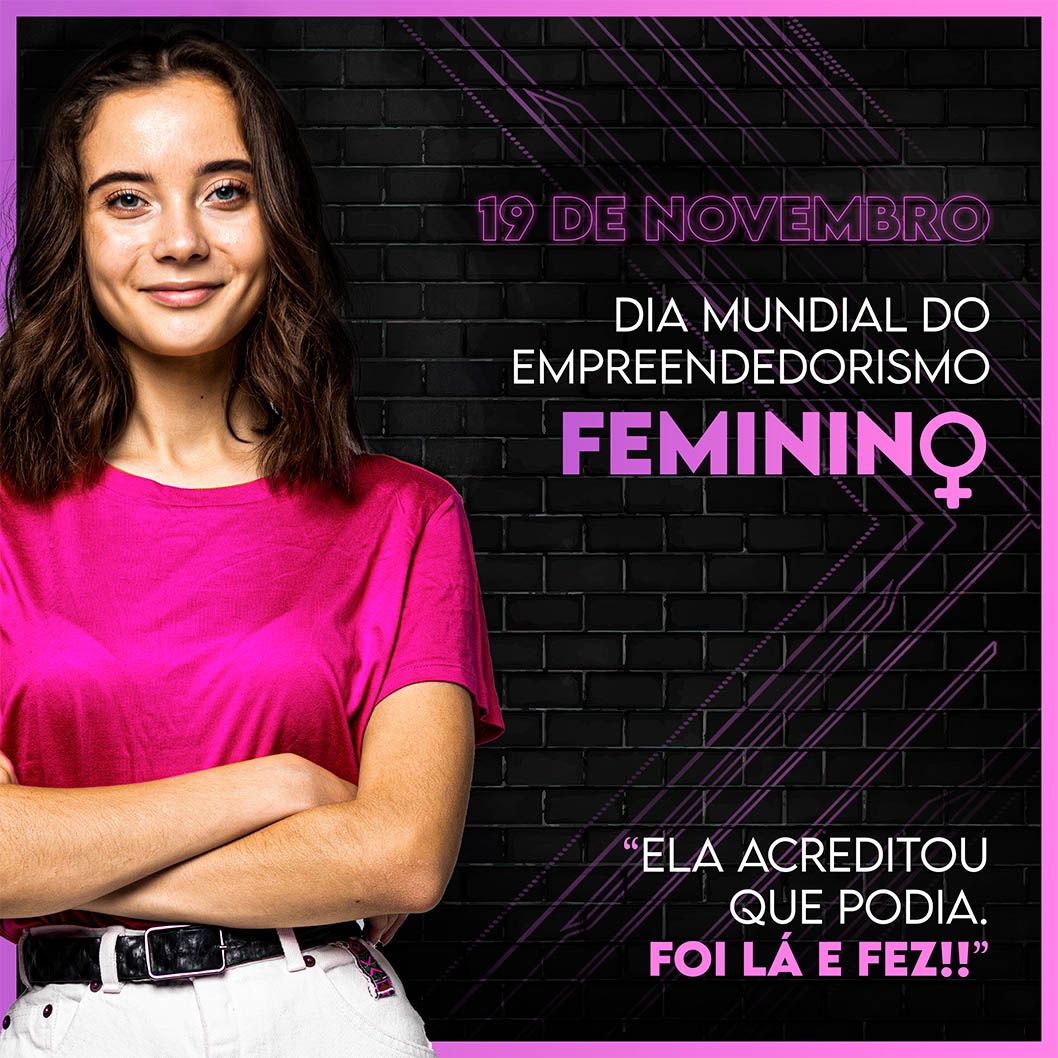 19 DE NOVEMBRO
DIA MUNDIAL DO
EMPREENDEDORISMO
FEMININO
“ELA ACREDITOU
QUE PODIA.
FOI LÁ E FEZ!!”